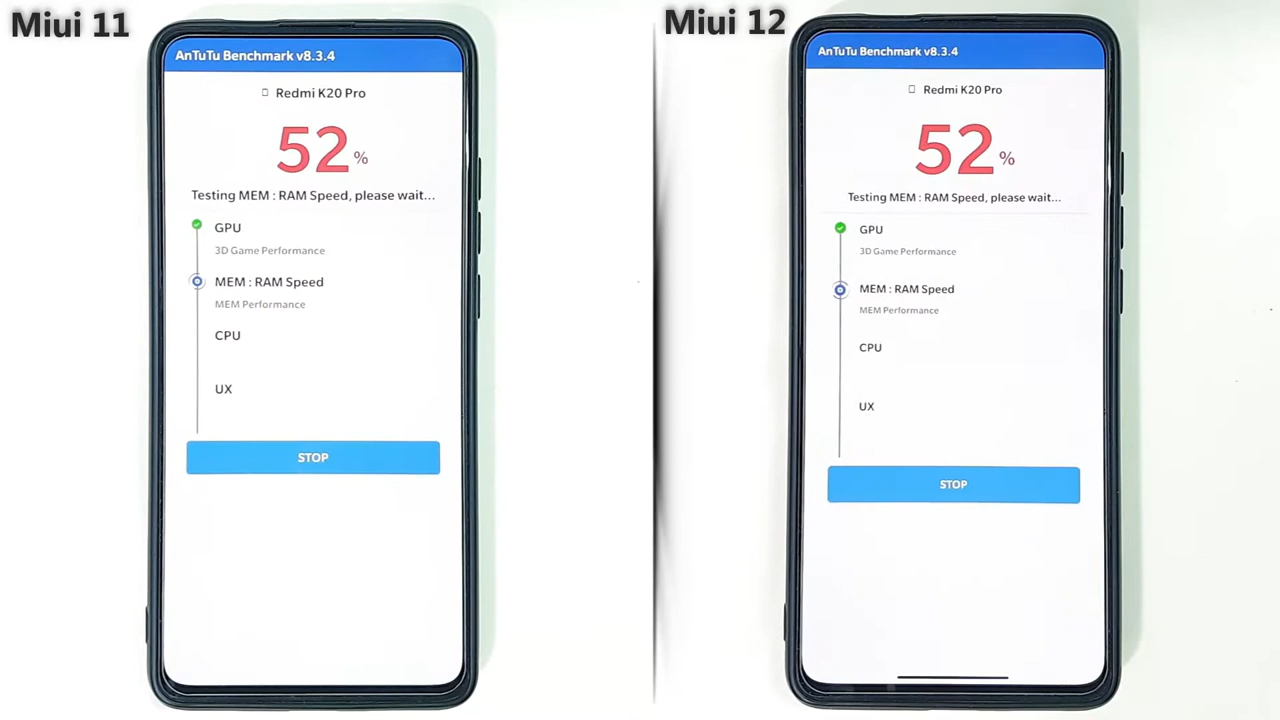 Miui 11
AnTuTu Benchmark v8.3.4
Redmi K20 Pro
52%
Testing MEM : RAM Speed, please wait...
GPU
3D Game Performance
MEM : RAM Speed
MEM Performance
CPU
UX
STOP
Miui 12
AnTuTu Benchmark v8.3.4
Redmi K20 Pro
52%
Testing MEM : RAM Speed, please wait...
GPU
3D Game Performance
MEM : RAM Speed
MEM Performance
CPU
UX
STOP